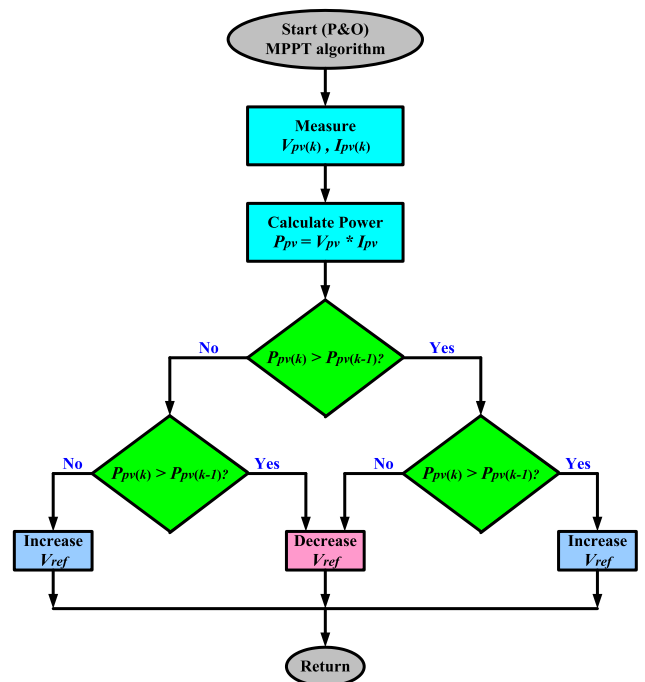 Start (P&O)
MPPT algorithm
Measure
Vpv(k) , Ipv(k)
Calculate Power
Ppv = Vpv * Ipv
No
Yes
Ppv(k) > Ppv(k-1)?
No
Yes
No
Yes
Ppv(k) > Ppv(k-1)?
Ppv(k) > Ppv(k-1)?
Increase
Vref
Decrease
Vref
Increase
Vref
Return